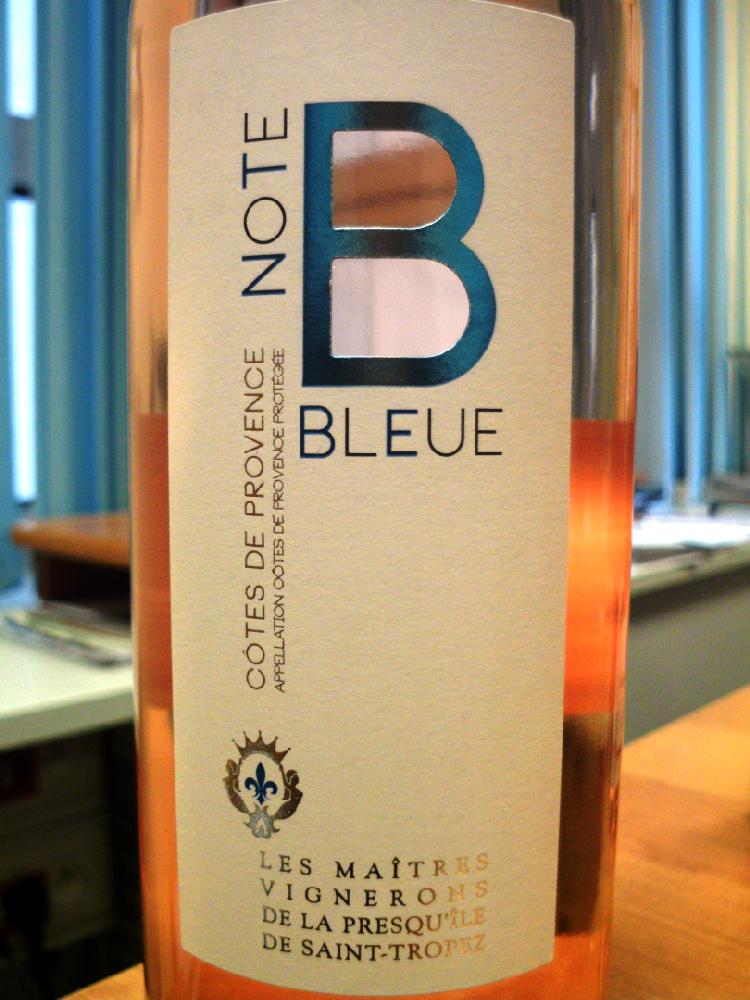 NOTE
B
BLEUE
CÔTES DE PROVENCE
APPELLATION CÔTES DE PROVENCE PROTÉGÉE
LES MAÎTRES
VIGNERONS
DE LA PRESQU'ÎLE
DE SAINT-TROPEZ